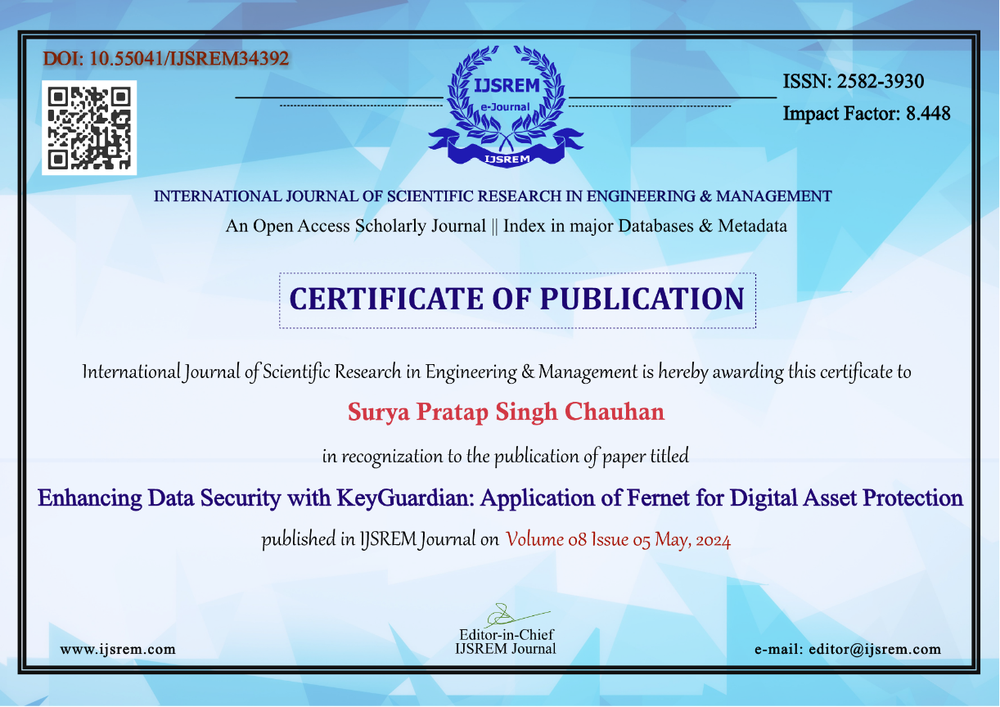 DOI: 10.55041/IJSREM34392
IJSREM
e-Journal
IJSREM
ISSN: 2582-3930
Impact Factor: 8.448
INTERNATIONAL JOURNAL OF SCIENTIFIC RESEARCH IN ENGINEERING & MANAGEMENT
An Open Access Scholarly Journal || Index in major Databases & Metadata
CERTIFICATE OF PUBLICATION
International Journal of Scientific Research in Engineering & Management is hereby awarding this certificate to
Surya Pratap Singh Chauhan
in recognization to the publication of paper titled
Enhancing Data Security with KeyGuardian: Application of Fernet for Digital Asset Protection
published in IJSREM Journal on Volume 08 Issue 05 May, 2024
Editor-in-Chief
IJSREM Journal
www.ijsrem.com
e-mail: editor@ijsrem.com